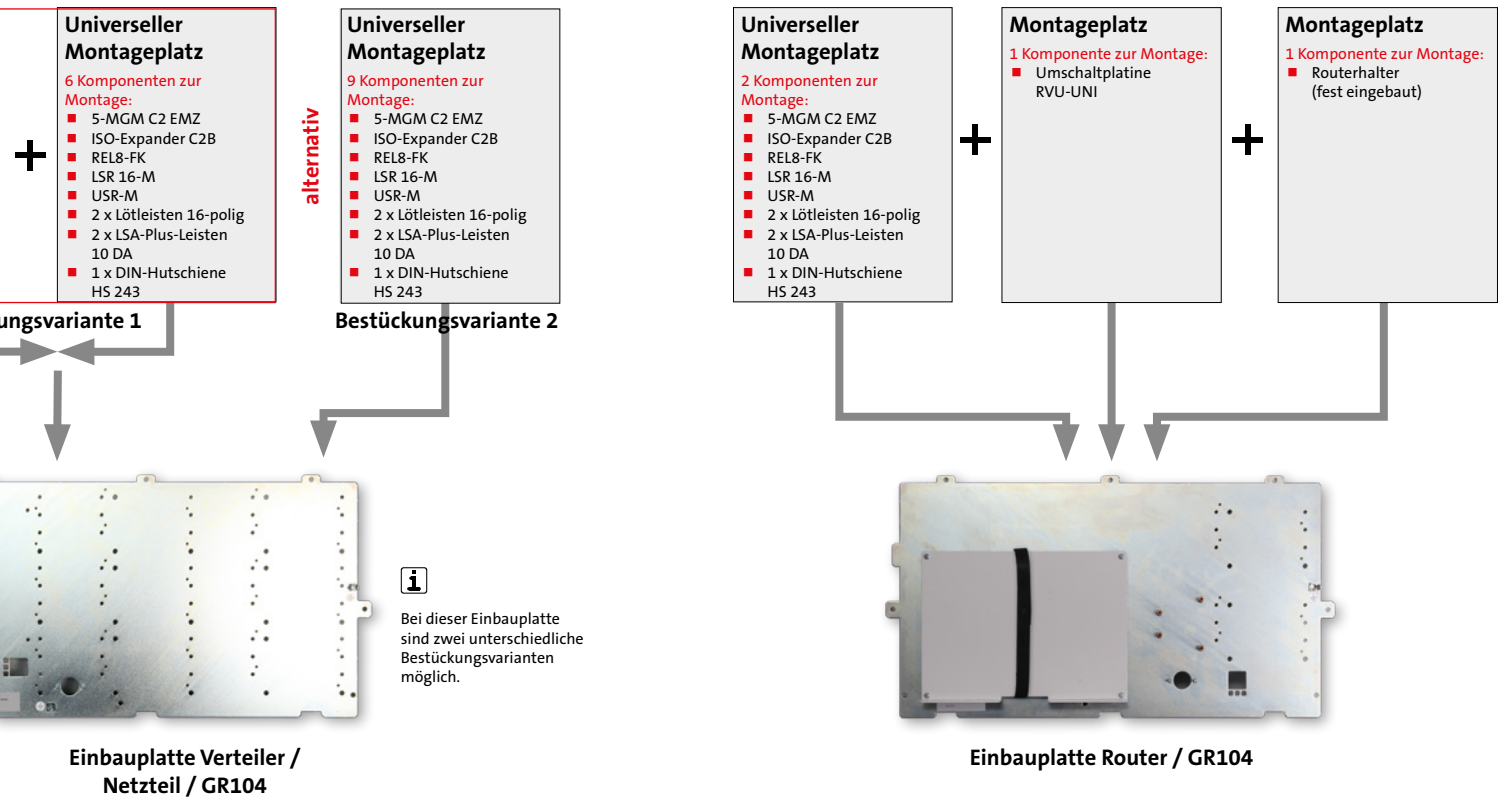 Universeller
Montageplatz
6 Komponenten zur
Montage:
5-MGM C2 EMZ
ISO-Expander C2B
REL8-FK
LSR 16-M
USR-M
2 x Lötleisten 16-polig
2 x LSA-Plus-Leisten
10 DA
1 x DIN-Hutschiene
HS 243
+
ungsvariante 1
alternativ
Universeller
Montageplatz
9 Komponenten zur
Montage:
5-MGM C2 EMZ
ISO-Expander C2B
REL8-FK
LSR 16-M
USR-M
2 x Lötleisten 16-polig
2 x LSA-Plus-Leisten
10 DA
1 x DIN-Hutschiene
HS 243
Bestückungsvariante 2
i
Bei dieser Einbauplatte
sind zwei unterschiedliche
Bestückungsvarianten
möglich.
Einbauplatte Verteiler /
Netzteil / GR104
Universeller
Montageplatz
2 Komponenten zur
Montage:
5-MGM C2 EMZ
ISO-Expander C2B
REL8-FK
LSR 16-M
USR-M
2 x Lötleisten 16-polig
2 x LSA-Plus-Leisten
10 DA
1 x DIN-Hutschiene
HS 243
+
Montageplatz
1 Komponente zur Montage:
Umschaltplatine
RVU-UNI
+
Montageplatz
1 Komponente zur Montage:
Routerhalter
(fest eingebaut)
Einbauplatte Router / GR104